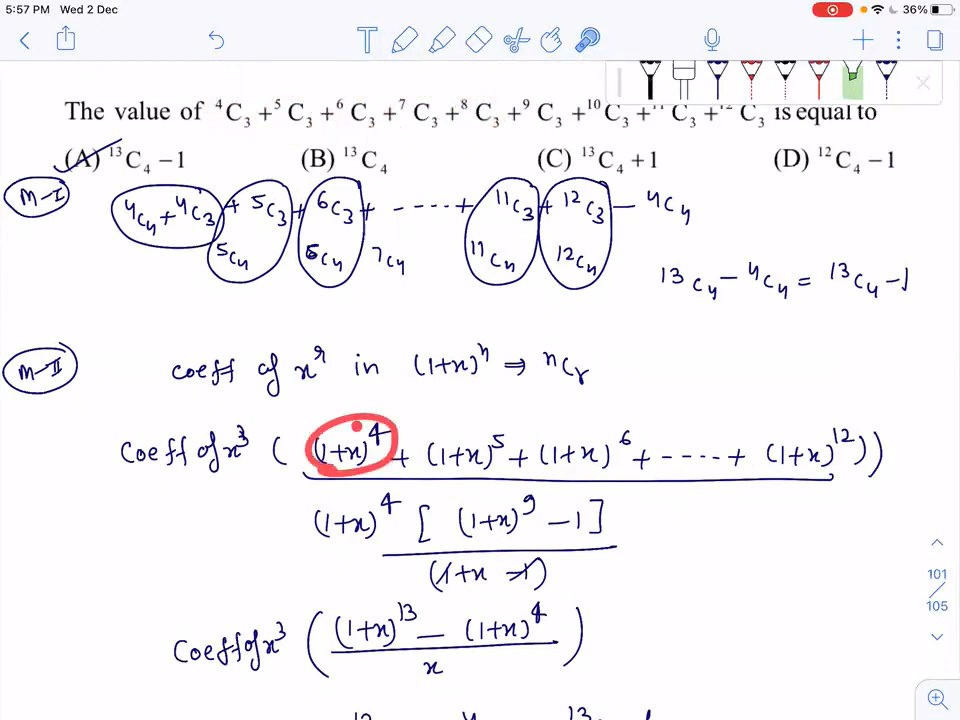 5:57 PM Wed 2 Dec 36%
The value of ⁴C₃ +⁵C₃ +⁶C₃ +⁷C₃ +⁸C₃ +⁹C₃ +¹⁰C₃ +¹¹C₃ +¹²C₃ is equal to
(A) ¹³C₄ −1 (B) ¹³C₄ (C) ¹³C₄ +1 (D) ¹²C₄ −1
M-I ⁴C₄ + ⁴C₃ + ⁵C₃ + ⁶C₃ + ----- + ¹¹C₃ + ¹²C₃ − ⁴C₄
⁵C₄ ⁶C₄ ⁷C₄ ¹¹C₄ ¹²C₄
¹³C₄ − ⁴C₄ = ¹³C₄ −1
M-II coeff of xʳ in (1+x)ⁿ ⇒ ⁿCᵣ
Coeff of x³ ( (1+x)⁴ + (1+x)⁵ + (1+x)⁶ + ---- + (1+x)¹² ))
(1+x)⁴ [ (1+x)⁹ −1 ]
(1+x −1)
Coeff of x³ ( (1+x)¹³ − (1+x)⁴ )
x
101
/
105